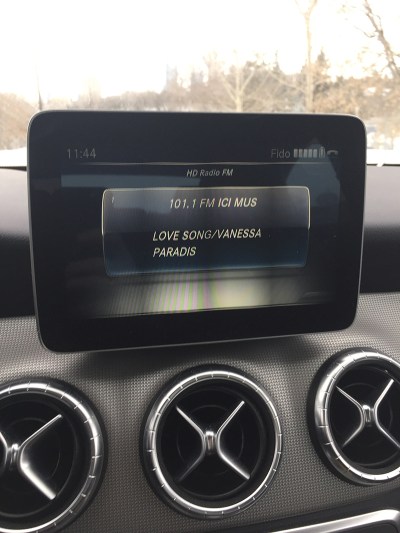 11:44 Fido
HD Radio FM
101.1 FM ICI MUS
LOVE SONG/VANESSA
PARADIS